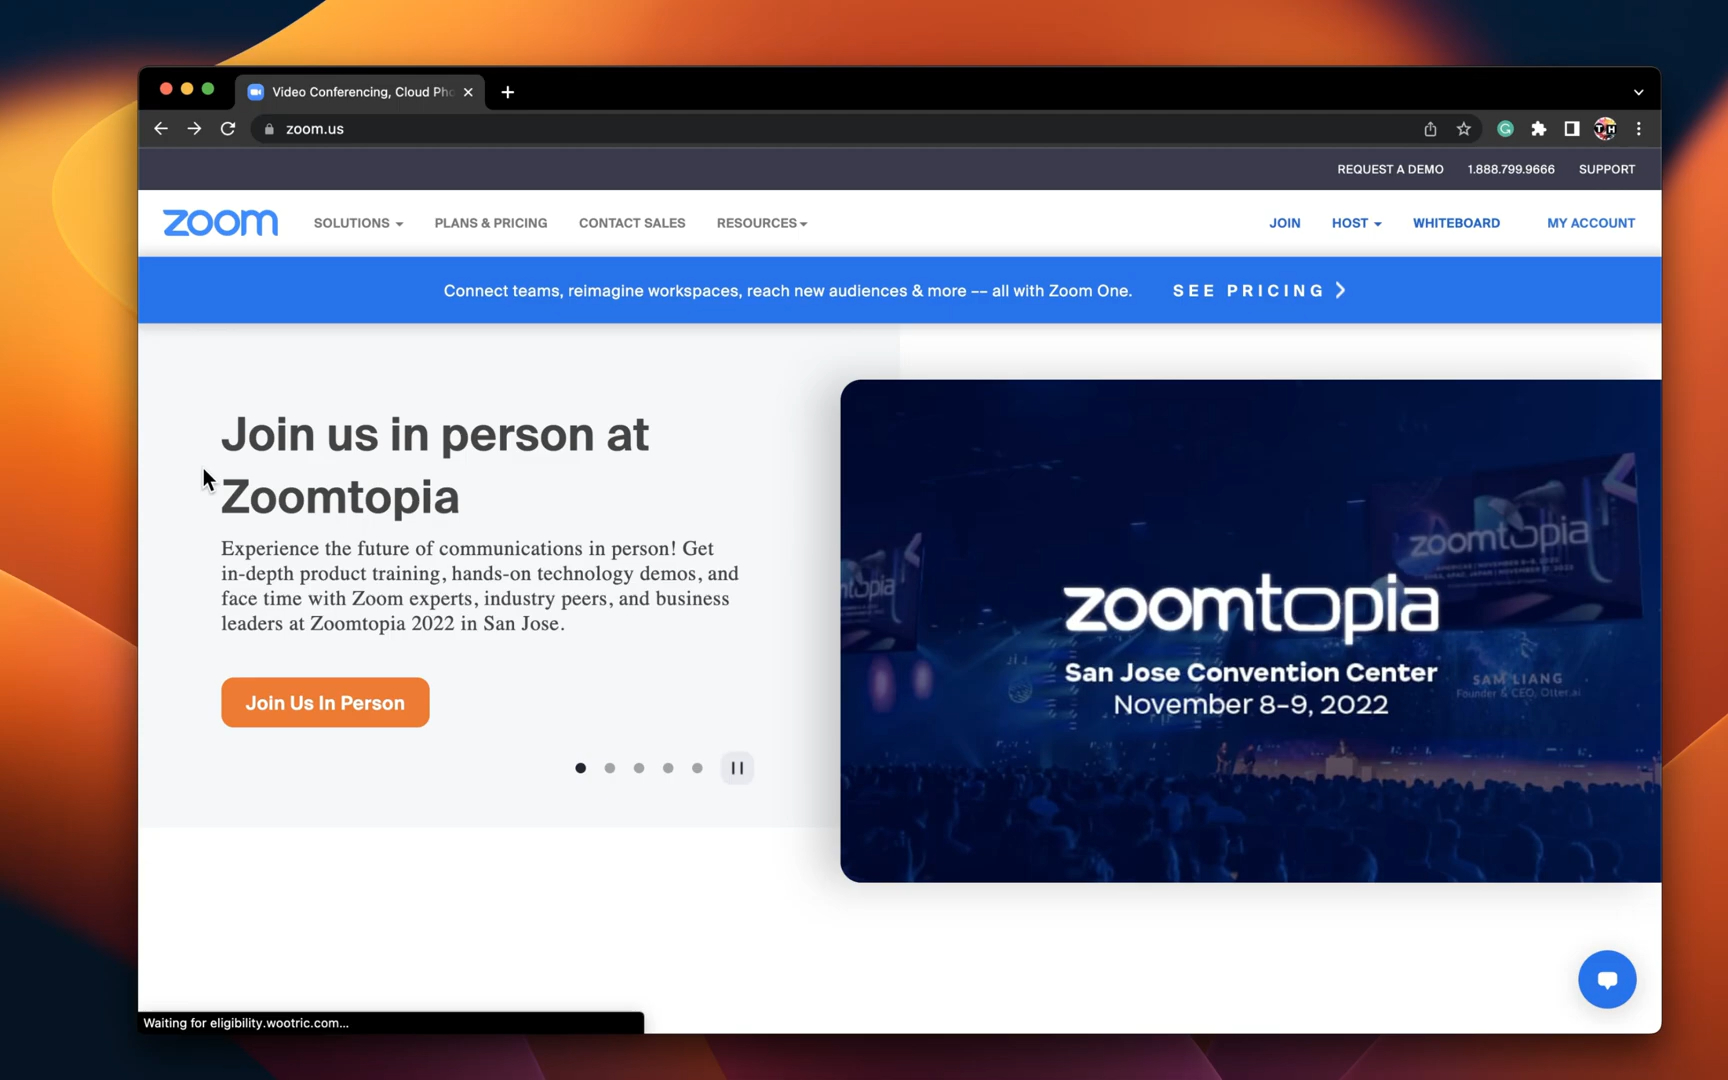 Video Conferencing, Cloud Pho
zoom.us
REQUEST A DEMO 1.888.799.9666 SUPPORT
zoom SOLUTIONS PLANS & PRICING CONTACT SALES RESOURCES JOIN HOST WHITEBOARD MY ACCOUNT
Connect teams, reimagine workspaces, reach new audiences & more –– all with Zoom One. SEE PRICING
Join us in person at
Zoomtopia
Experience the future of communications in person! Get
in-depth product training, hands-on technology demos, and
face time with Zoom experts, industry peers, and business
leaders at Zoomtopia 2022 in San Jose.
Join Us In Person
zoomtopia
zoomtopia
San Jose Convention Center
November 8–9, 2022
SAM LIANG
Founder & CEO, Otter.ai
Waiting for eligibility.wootric.com...